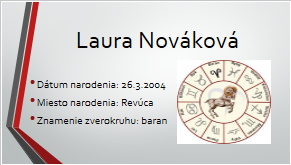 Laura Nováková
• Dátum narodenia: 26.3.2004
• Miesto narodenia: Revúca
• Znamenie zverokruhu: baran